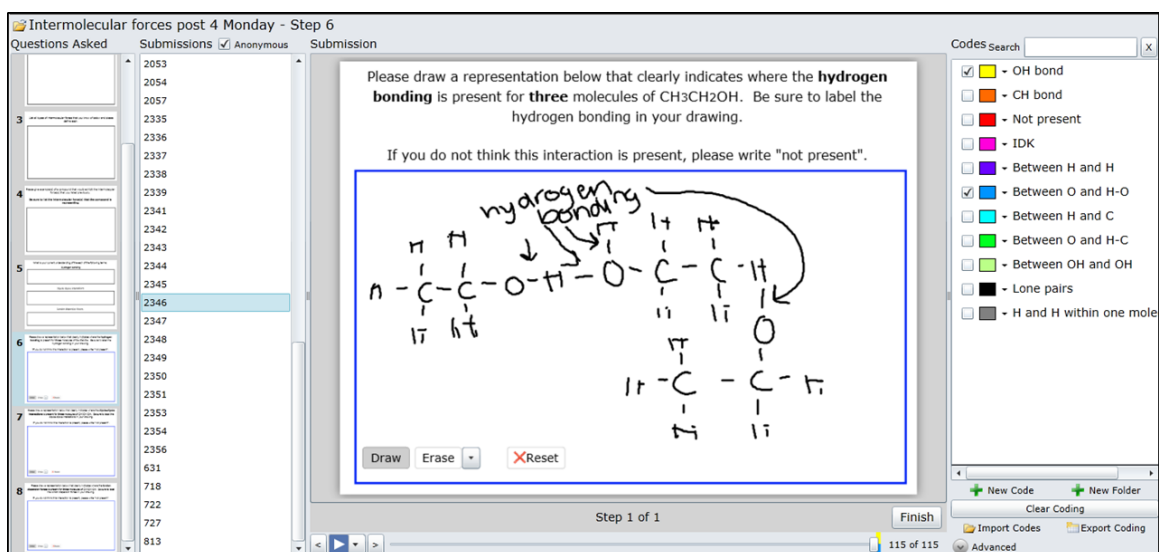 Intermolecular forces post 4 Monday - Step 6
Questions Asked
Submissions
Anonymous
Submission
Codes
Search
X
3
4
5
6
7
8
2053
2054
2057
2335
2336
2337
2338
2339
2341
2342
2343
2344
2345
2346
2347
2348
2349
2350
2351
2353
2354
2356
631
718
722
727
813
Please draw a representation below that clearly indicates where the hydrogen
bonding is present for three molecules of CH3CH2OH. Be sure to label the
hydrogen bonding in your drawing.
If you do not think this interaction is present, please write "not present".
hydrogen
bonding
H H H H H
H - C - C - O - H - O - C - C - H
H H H H O
H
H - C - C - H
H H
Draw
Erase
Reset
Step 1 of 1
Finish
< >
115 of 115
OH bond
CH bond
Not present
IDK
Between H and H
Between O and H-O
Between H and C
Between O and H-C
Between OH and OH
Lone pairs
H and H within one mole
New Code
New Folder
Clear Coding
Import Codes
Export Coding
Advanced